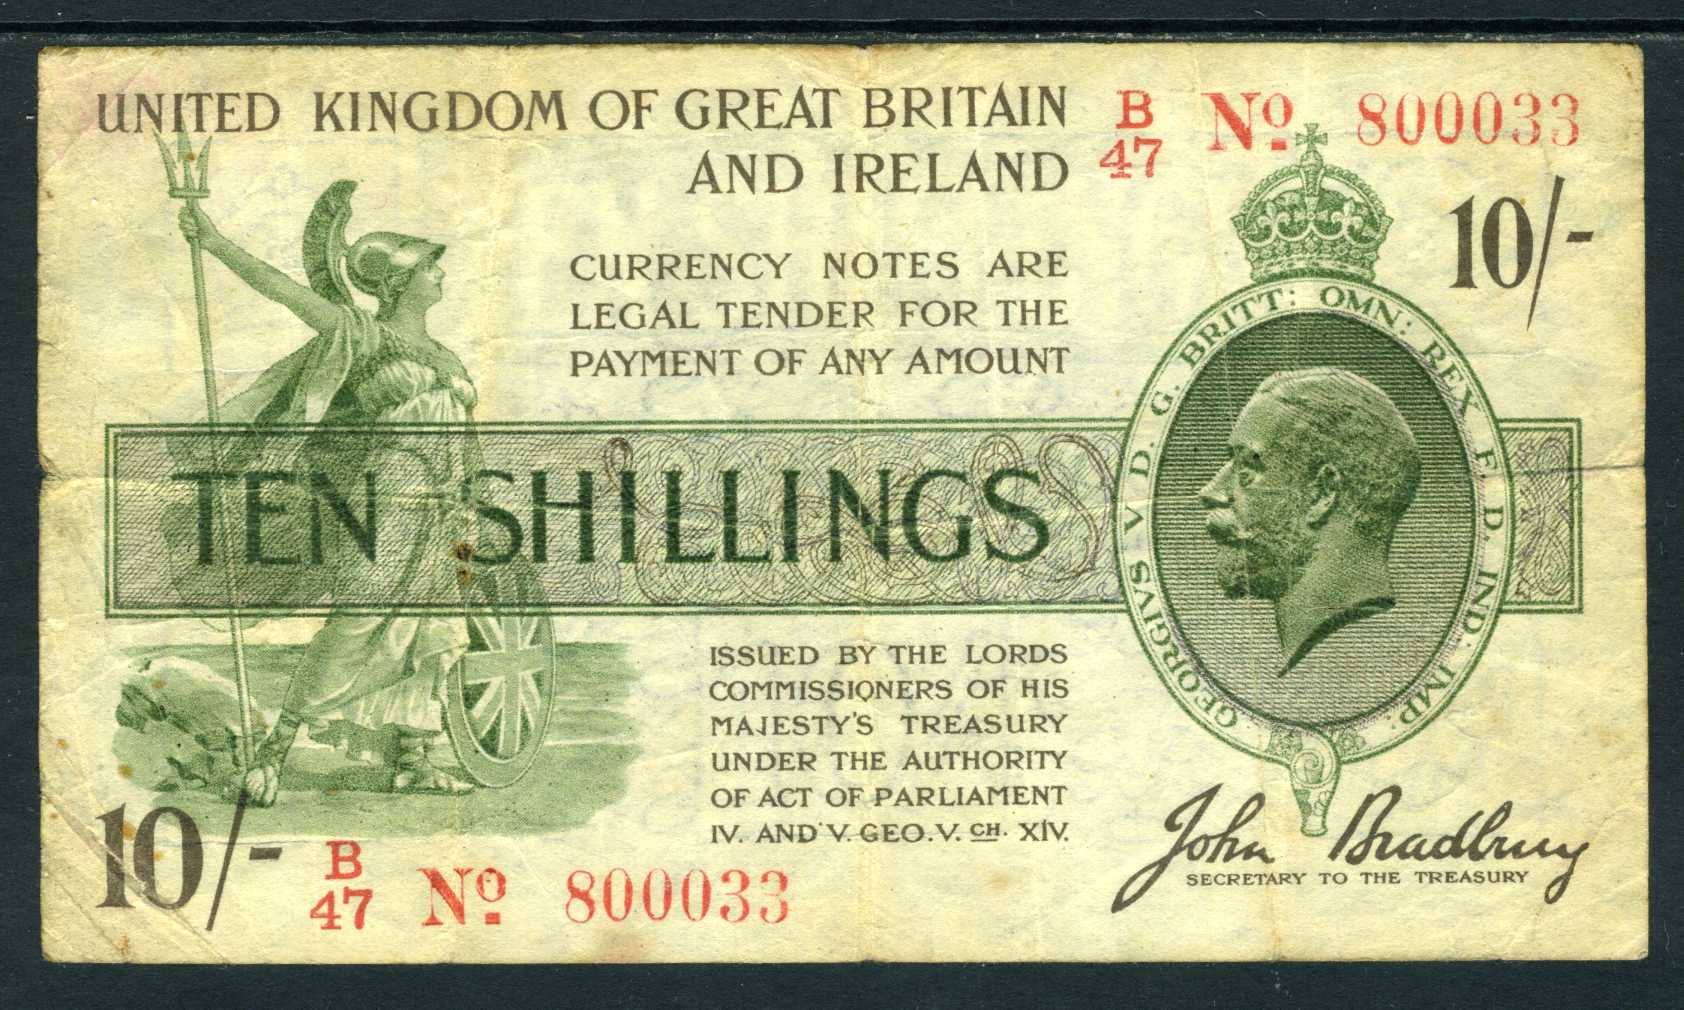 UNITED KINGDOM OF GREAT BRITAIN
AND IRELAND
B
47
No 800033
10/-
CURRENCY NOTES ARE
LEGAL TENDER FOR THE
PAYMENT OF ANY AMOUNT
TEN SHILLINGS
GEORGIVS V D. G. BRITT: OMN: REX F. D. IND: IMP:
ISSUED BY THE LORDS
COMMISSIONERS OF HIS
MAJESTY'S TREASURY
UNDER THE AUTHORITY
OF ACT OF PARLIAMENT
IV. AND V. GEO. V. CH. XIV.
John Bradbury
SECRETARY TO THE TREASURY
10/-
B
47
No 800033